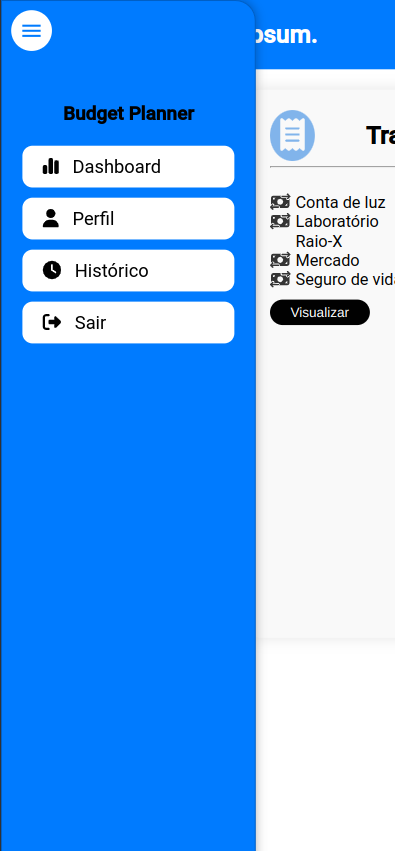 psum.
Budget Planner
Dashboard
Perfil
Histórico
Sair
Tra
Conta de luz
Laboratório
Raio-X
Mercado
Seguro de vida
Visualizar